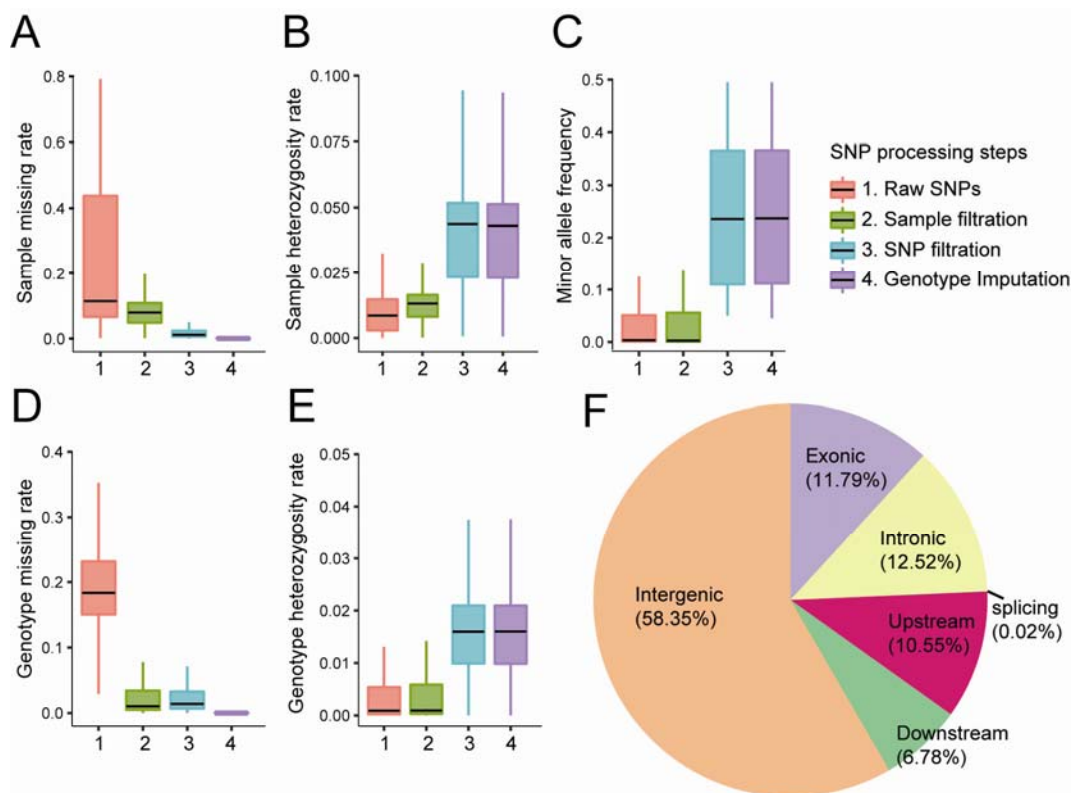 A
Sample missing rate
0.8
0.6
0.4
0.2
0.0
1 2 3 4
B
Sample heterozygosity rate
0.100
0.075
0.050
0.025
0.000
1 2 3 4
C
Minor allele frequency
0.5
0.4
0.3
0.2
0.1
0.0
1 2 3 4
SNP processing steps
1. Raw SNPs
2. Sample filtration
3. SNP filtration
4. Genotype Imputation
D
Genotype missing rate
0.4
0.3
0.2
0.1
0.0
1 2 3 4
E
Genotype heterozygosity rate
0.05
0.04
0.03
0.02
0.01
0.00
1 2 3 4
F
Exonic
(11.79%)
Intronic
(12.52%)
splicing
(0.02%)
Upstream
(10.55%)
Downstream
(6.78%)
Intergenic
(58.35%)